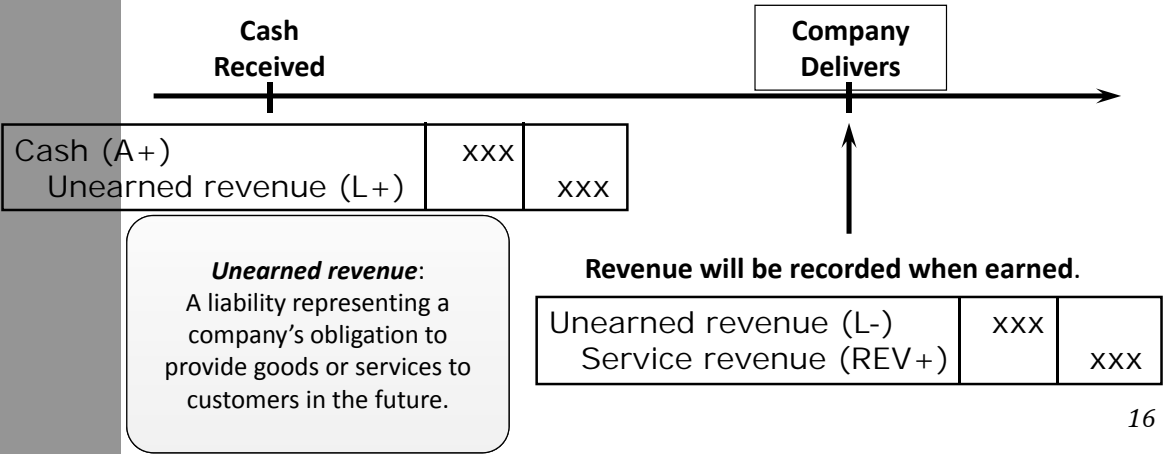 Cash
Received
Company
Delivers
Cash (A+) xxx
Unearned revenue (L+) xxx
Unearned revenue:
A liability representing a
company’s obligation to
provide goods or services to
customers in the future.
Revenue will be recorded when earned.
Unearned revenue (L-) xxx
Service revenue (REV+) xxx
16